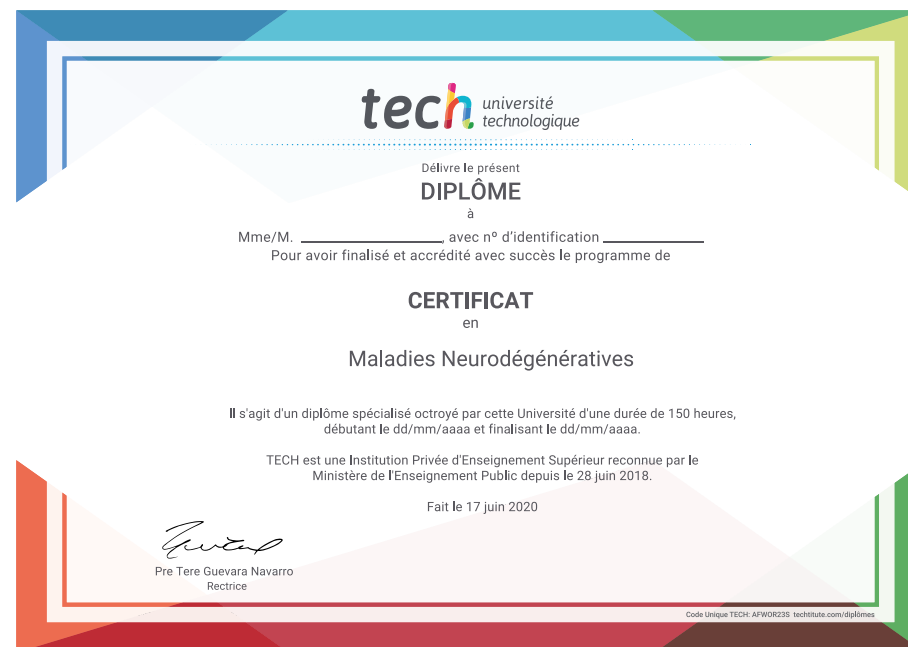 tech université
technologique
Délivre le présent
DIPLÔME
à
Mme/M. ____________________, avec nº d'identification ______________
Pour avoir finalisé et accrédité avec succès le programme de
CERTIFICAT
en
Maladies Neurodégénératives
Il s'agit d'un diplôme spécialisé octroyé par cette Université d'une durée de 150 heures,
débutant le dd/mm/aaaa et finalisant le dd/mm/aaaa.
TECH est une Institution Privée d'Enseignement Supérieur reconnue par le
Ministère de l'Enseignement Public depuis le 28 juin 2018.
Fait le 17 juin 2020
Pre Tere Guevara Navarro
Rectrice
Code Unique TECH: AFWOR23S techtitute.com/diplômes